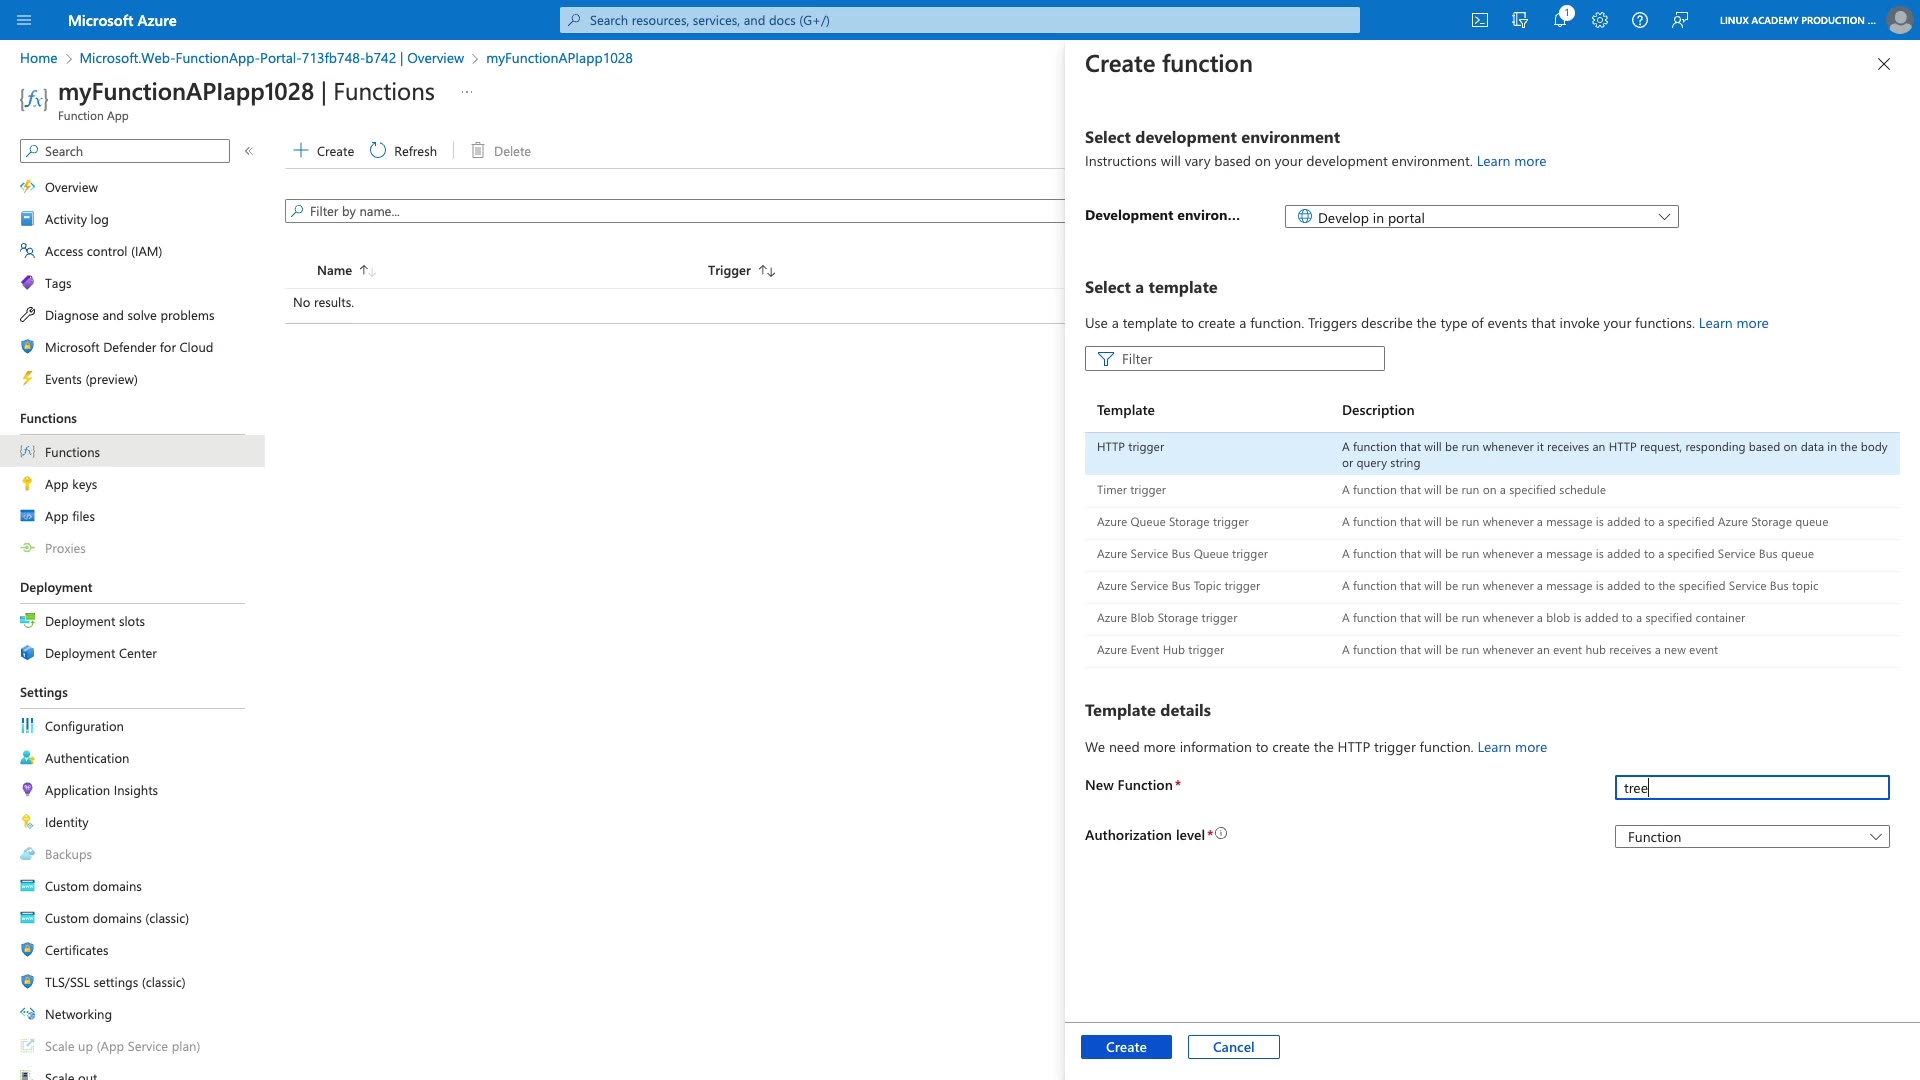 Microsoft Azure
Search resources, services, and docs (G+/)
1
LINUX ACADEMY PRODUCTION ...
Home > Microsoft.Web-FunctionApp-Portal-713fb748-b742 | Overview > myFunctionAPIapp1028
{fx}
myFunctionAPIapp1028 | Functions ...
Function App
Search
«
Overview
Activity log
Access control (IAM)
Tags
Diagnose and solve problems
Microsoft Defender for Cloud
Events (preview)
Functions
Functions
App keys
App files
Proxies
Deployment
Deployment slots
Deployment Center
Settings
Configuration
Authentication
Application Insights
Identity
Backups
Custom domains
Custom domains (classic)
Certificates
TLS/SSL settings (classic)
Networking
Scale up (App Service plan)
Scale out
Create Refresh Delete
Filter by name...
Name Trigger
No results.
Create function
Select development environment
Instructions will vary based on your development environment. Learn more
Development environ... Develop in portal
Select a template
Use a template to create a function. Triggers describe the type of events that invoke your functions. Learn more
Filter
Template Description
HTTP trigger A function that will be run whenever it receives an HTTP request, responding based on data in the body
or query string
Timer trigger A function that will be run on a specified schedule
Azure Queue Storage trigger A function that will be run whenever a message is added to a specified Azure Storage queue
Azure Service Bus Queue trigger A function that will be run whenever a message is added to a specified Service Bus queue
Azure Service Bus Topic trigger A function that will be run whenever a message is added to the specified Service Bus topic
Azure Blob Storage trigger A function that will be run whenever a blob is added to a specified container
Azure Event Hub trigger A function that will be run whenever an event hub receives a new event
Template details
We need more information to create the HTTP trigger function. Learn more
New Function* tree
Authorization level* Function
Create Cancel